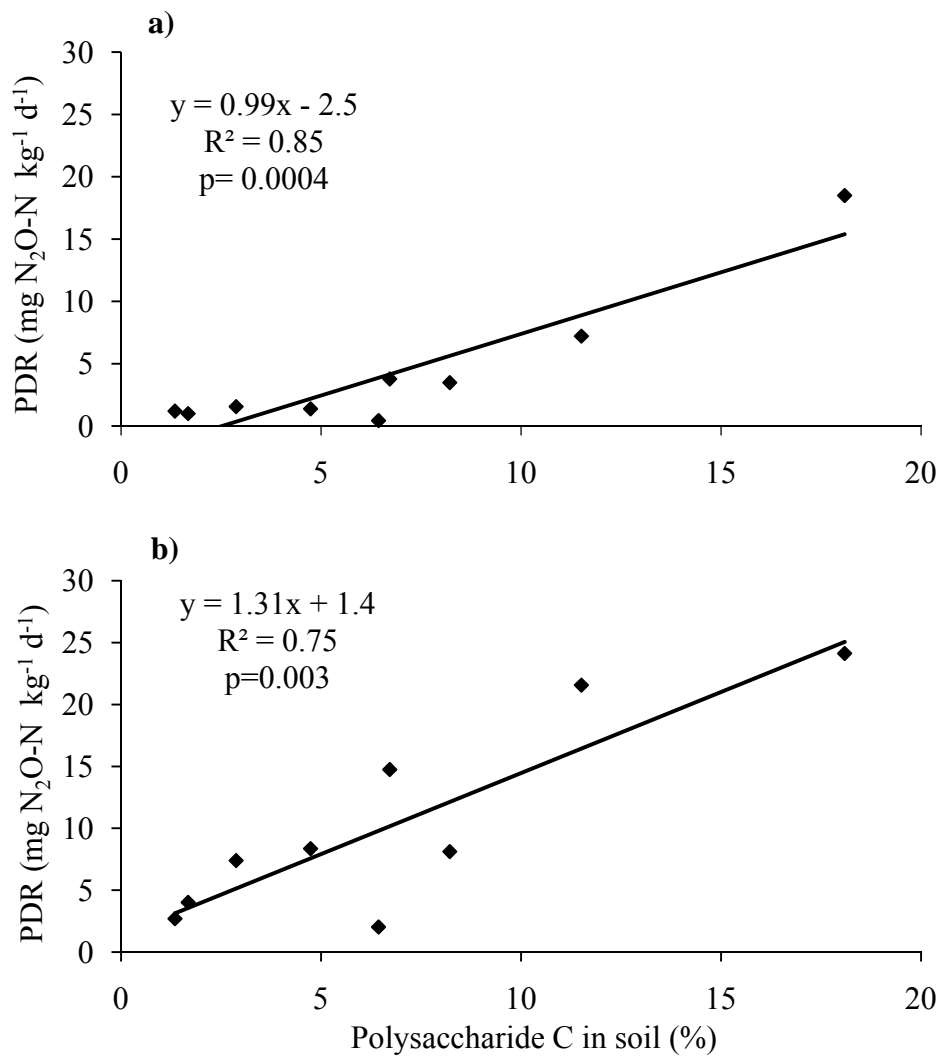 a)
30
25
20
15
10
5
0
PDR (mg N₂O-N kg⁻¹ d⁻¹)
y = 0.99x - 2.5
R² = 0.85
p= 0.0004
0 5 10 15 20
b)
30
25
20
15
10
5
0
PDR (mg N₂O-N kg⁻¹ d⁻¹)
y = 1.31x + 1.4
R² = 0.75
p=0.003
0 5 10 15 20
Polysaccharide C in soil (%)